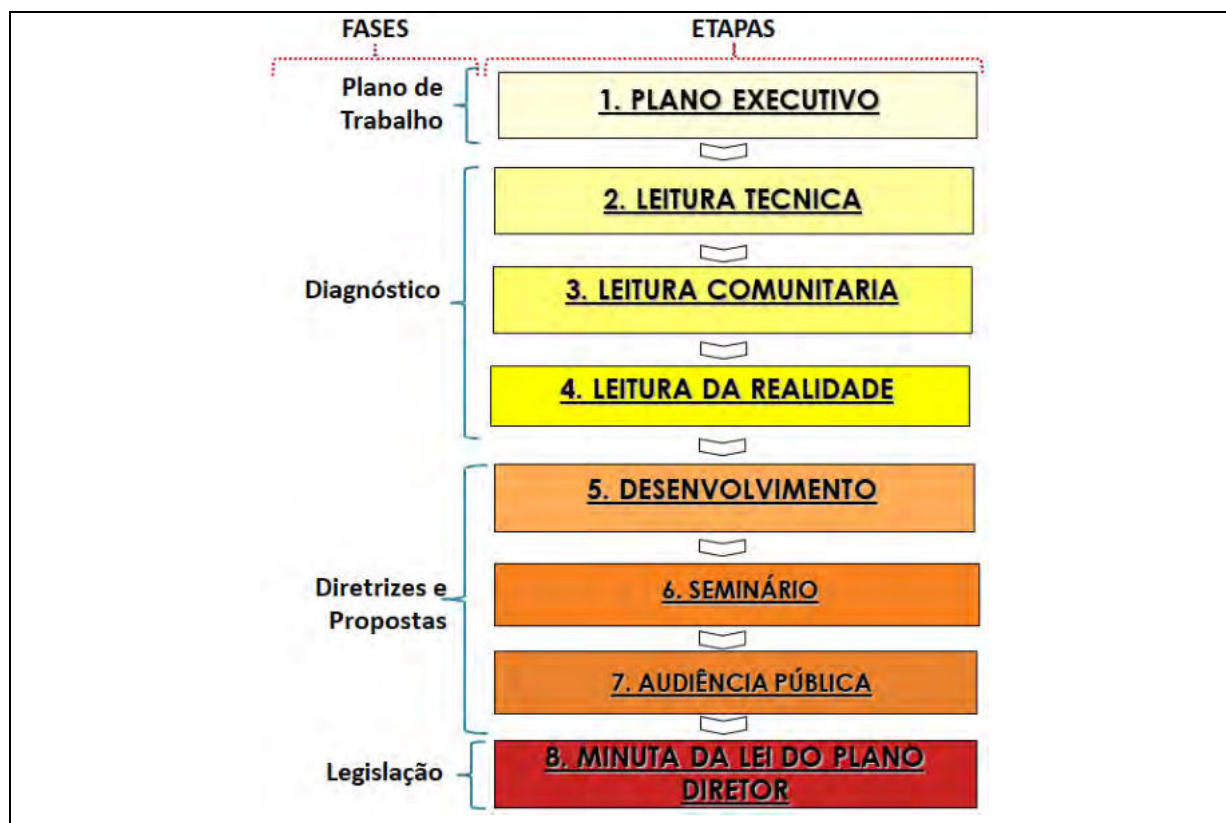 FASES
ETAPAS
Plano de
Trabalho
1. PLANO EXECUTIVO
Diagnóstico
2. LEITURA TECNICA
3. LEITURA COMUNITARIA
4. LEITURA DA REALIDADE
Diretrizes e
Propostas
5. DESENVOLVIMENTO
6. SEMINÁRIO
7. AUDIÊNCIA PÚBLICA
Legislação
8. MINUTA DA LEI DO PLANO
DIRETOR